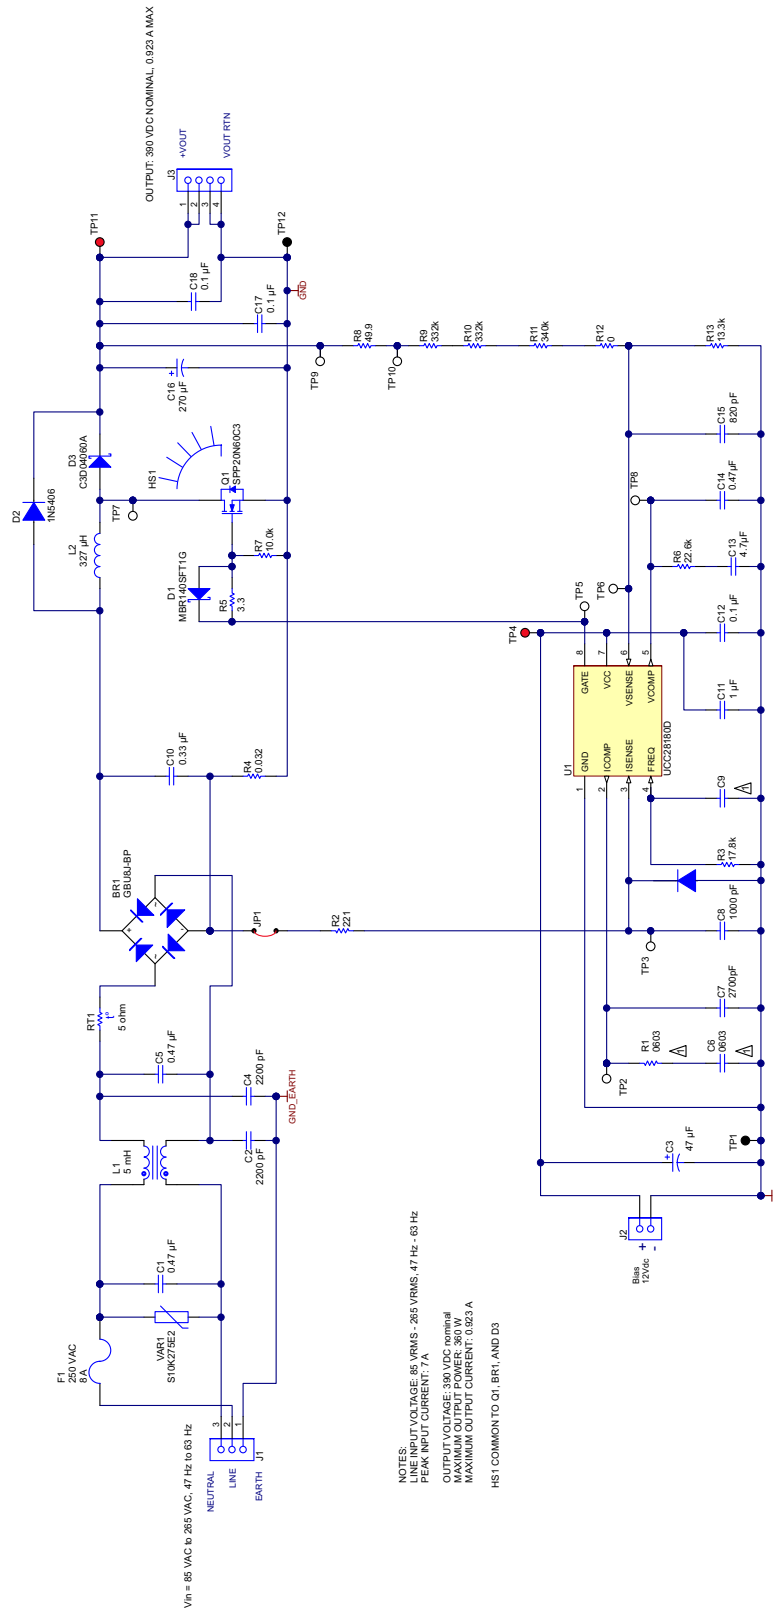 Vin = 85 VAC to 265 VAC, 47 Hz to 63 Hz
NEUTRAL
LINE
EARTH
3
2
1
J1
F1
250 VAC
8 A
VAR1
S10K275E2
C1
0.47 µF
L1
5 mH
C2
2200 pF
C4
2200 pF
GND_EARTH
C5
0.47 µF
RT1
t°
5 ohm
BR1
GBU8J-BP
+
~
~
-
JP1
R2
221
C10
0.33 µF
R4
0.032
D2
1N5406
L2
327 µH
D3
C3D04060A
TP7
HS1
Q1
SPP20N60C3
D1
MBR140SFT1G
R5
3.3
R7
10.0k
C16
+
270 µF
C17
0.1 µF
C18
0.1 µF
GND
TP11
TP12
J3
1
2
3
4
+VOUT
VOUT RTN
OUTPUT: 390 VDC NOMINAL, 0.923 A MAX
TP9
R8
49.9
TP10
R9
332k
R10
332k
R11
340k
R12
0
R13
13.3k
NOTES:
LINE INPUT VOLTAGE: 85 VRMS - 265 VRMS, 47 Hz - 63 Hz
PEAK INPUT CURRENT: 7 A
OUTPUT VOLTAGE: 390 VDC nominal
MAXIMUM OUTPUT POWER: 360 W
MAXIMUM OUTPUT CURRENT: 0.923 A
HS1 COMMON TO Q1, BR1, AND D3
Bias
12Vdc
+
-
J2
C3
+
47 µF
TP1
TP2
R1
0603
1
C6
0603
1
C7
2700pF
TP3
C8
1000 pF
R3
17.8k
C9
1
U1
UCC28180D
1
GND
2
ICOMP
3
ISENSE
4
FREQ
8
GATE
7
VCC
6
VSENSE
5
VCOMP
TP4
TP5
TP6
TP8
C11
1 µF
C12
0.1 µF
R6
22.6k
C13
4.7µF
C14
0.47µF
C15
820 pF